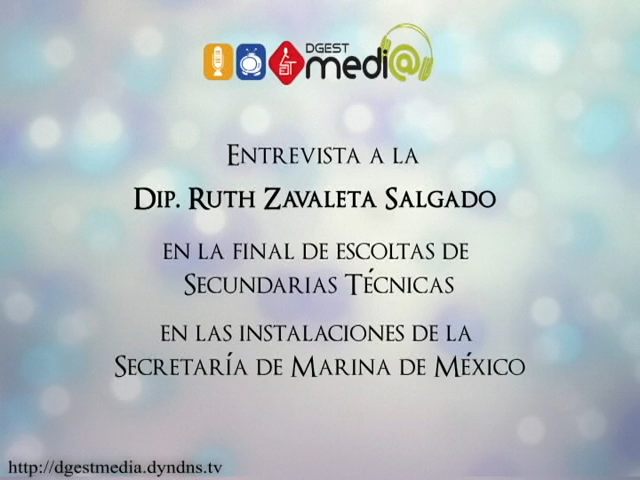 DGEST
medi@
ENTREVISTA A LA
DIP. RUTH ZAVALETA SALGADO
EN LA FINAL DE ESCOLTAS DE
SECUNDARIAS TÉCNICAS
EN LAS INSTALACIONES DE LA
SECRETARÍA DE MARINA DE MÉXICO
http://dgestmedia.dyndns.tv